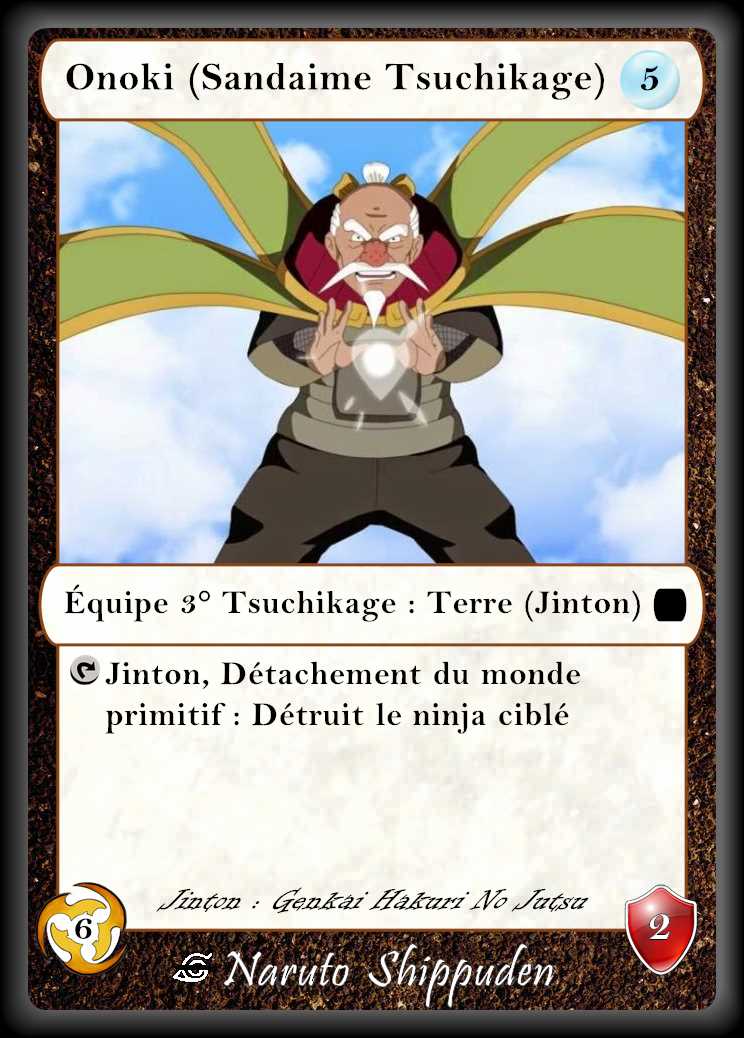 Onoki (Sandaime Tsuchikage) 5
Équipe 3° Tsuchikage : Terre (Jinton)
Jinton, Détachement du monde
primitif : Détruit le ninja ciblé
Jinton : Genkai Hakuri No Jutsu
6
2
Naruto Shippuden